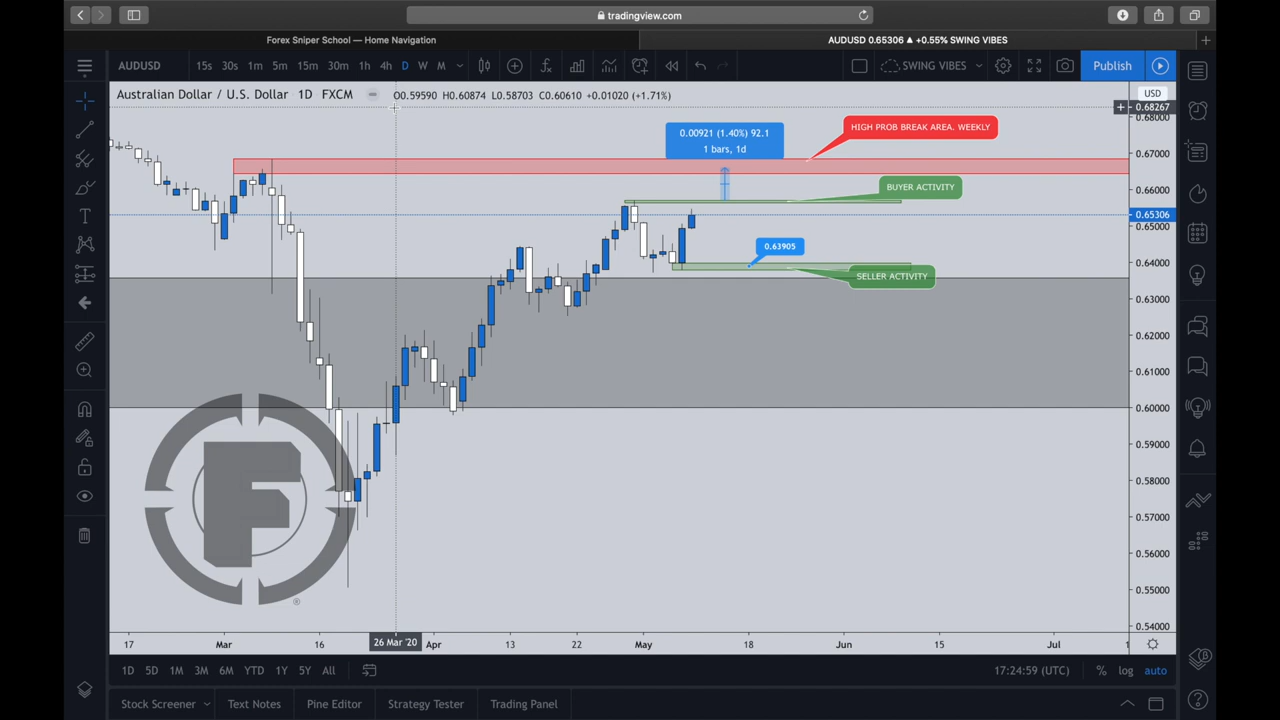 tradingview.com
Forex Sniper School — Home Navigation
AUDUSD 0.65306 ▲ +0.55% SWING VIBES
AUDUSD 15s 30s 1m 5m 15m 30m 1h 4h D W M SWING VIBES Publish
Australian Dollar / U.S. Dollar 1D FXCM O0.59590 H0.60874 L0.58703 C0.60610 +0.01020 (+1.71%)
USD
0.68267
0.68000
HIGH PROB BREAK AREA. WEEKLY
0.00921 (1.40%) 92.1
1 bars, 1d
0.67000
BUYER ACTIVITY
0.66000
0.65306
0.65000
0.63905
0.64000
SELLER ACTIVITY
0.63000
0.62000
0.61000
0.60000
0.59000
0.58000
F
0.57000
0.56000
0.55000
®
0.54000
17 Mar 16 26 Mar '20 Apr 13 22 May 18 Jun 15 Jul 1
1D 5D 1M 3M 6M YTD 1Y 5Y All 17:24:59 (UTC) % log auto
Stock Screener Text Notes Pine Editor Strategy Tester Trading Panel